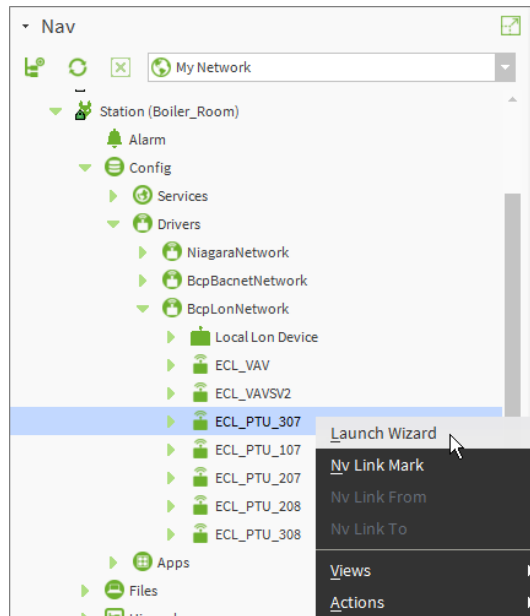 Nav
My Network
Station (Boiler_Room)
Alarm
Config
Services
Drivers
NiagaraNetwork
BcpBacnetNetwork
BcpLonNetwork
Local Lon Device
ECL_VAV
ECL_VAVSV2
ECL_PTU_307
Launch Wizard
ECL_PTU_107
Nv Link Mark
ECL_PTU_207
Nv Link From
ECL_PTU_208
Nv Link To
ECL_PTU_308
Apps
Views
Files
Actions